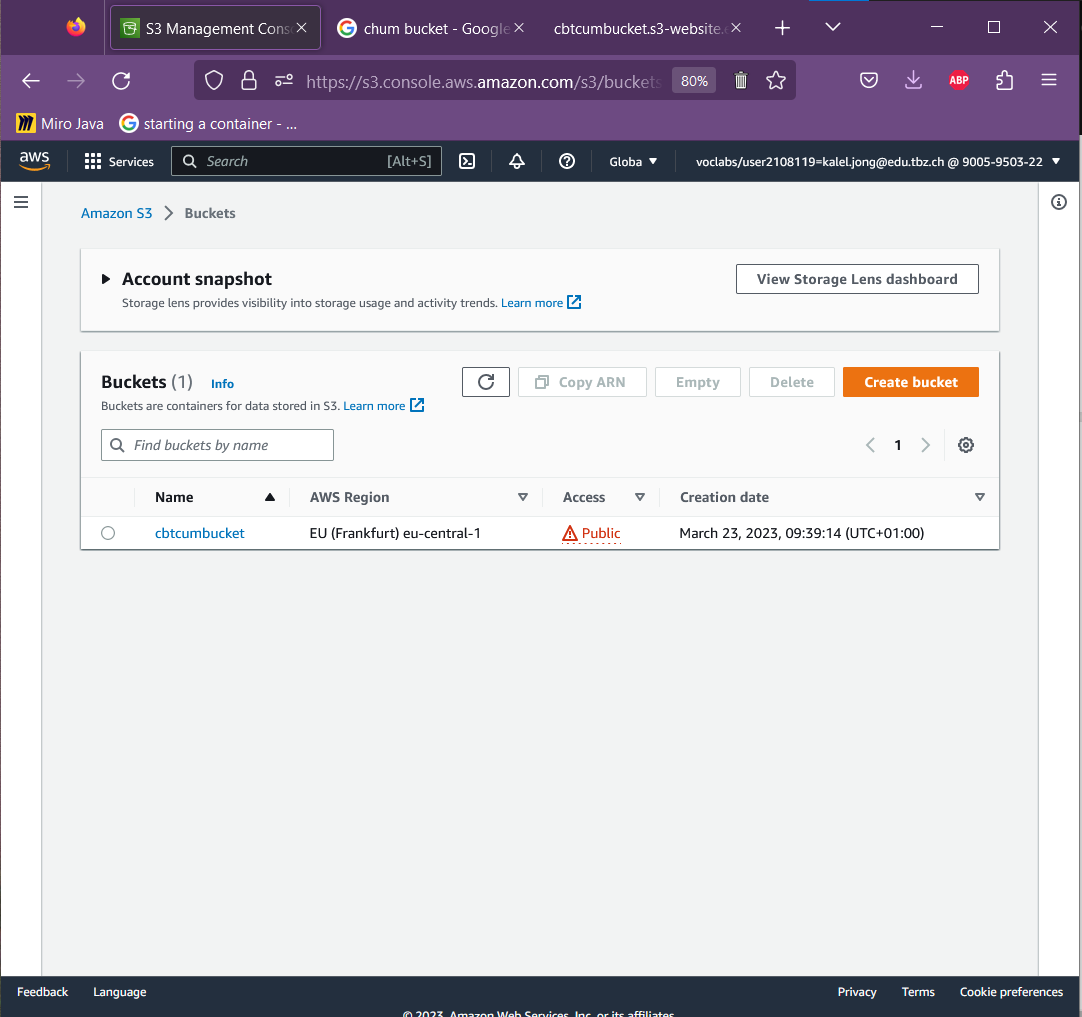 S3 Management Cons
chum bucket - Google
cbtcumbucket.s3-website.
https://s3.console.aws.amazon.com/s3/buckets
80%
ABP
Miro Java
starting a container - ...
aws
Services
Search
[Alt+S]
Globa
voclabs/user2108119=kalel.jong@edu.tbz.ch @ 9005-9503-22
Amazon S3
Buckets
Account snapshot
View Storage Lens dashboard
Storage lens provides visibility into storage usage and activity trends. Learn more
Buckets (1)
Info
Copy ARN
Empty
Delete
Create bucket
Buckets are containers for data stored in S3. Learn more
Find buckets by name
1
Name
AWS Region
Access
Creation date
cbtcumbucket
EU (Frankfurt) eu-central-1
Public
March 23, 2023, 09:39:14 (UTC+01:00)
Feedback
Language
Privacy
Terms
Cookie preferences
© 2023, Amazon Web Services, Inc. or its affiliates.